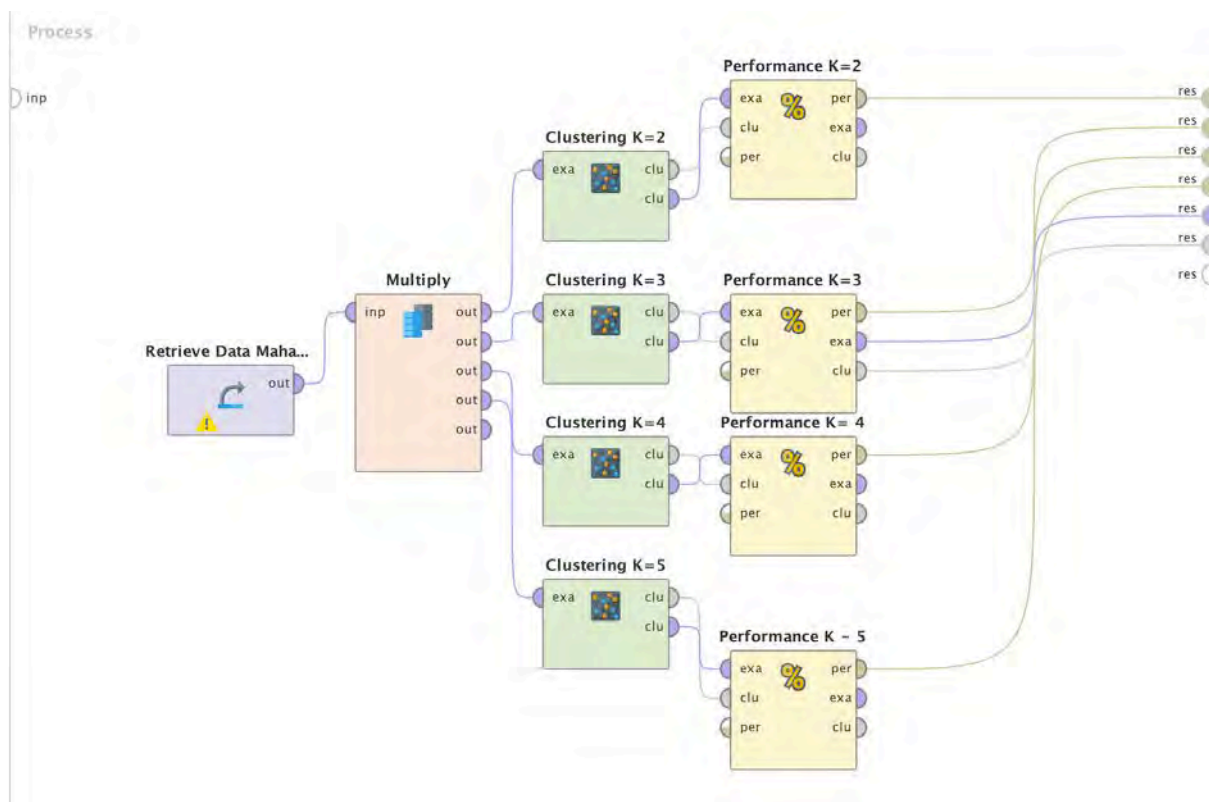 Process
inp
res
res
res
res
res
res
res
Performance K=2
exa per
clu exa
per clu
Clustering K=2
exa clu
clu
Multiply
inp out
out
out
out
out
Retrieve Data Maha...
out
Clustering K=3
exa clu
clu
Performance K=3
exa per
clu exa
per clu
Clustering K=4
exa clu
clu
Performance K= 4
exa per
clu exa
per clu
Clustering K=5
exa clu
clu
Performance K - 5
exa per
clu exa
per clu